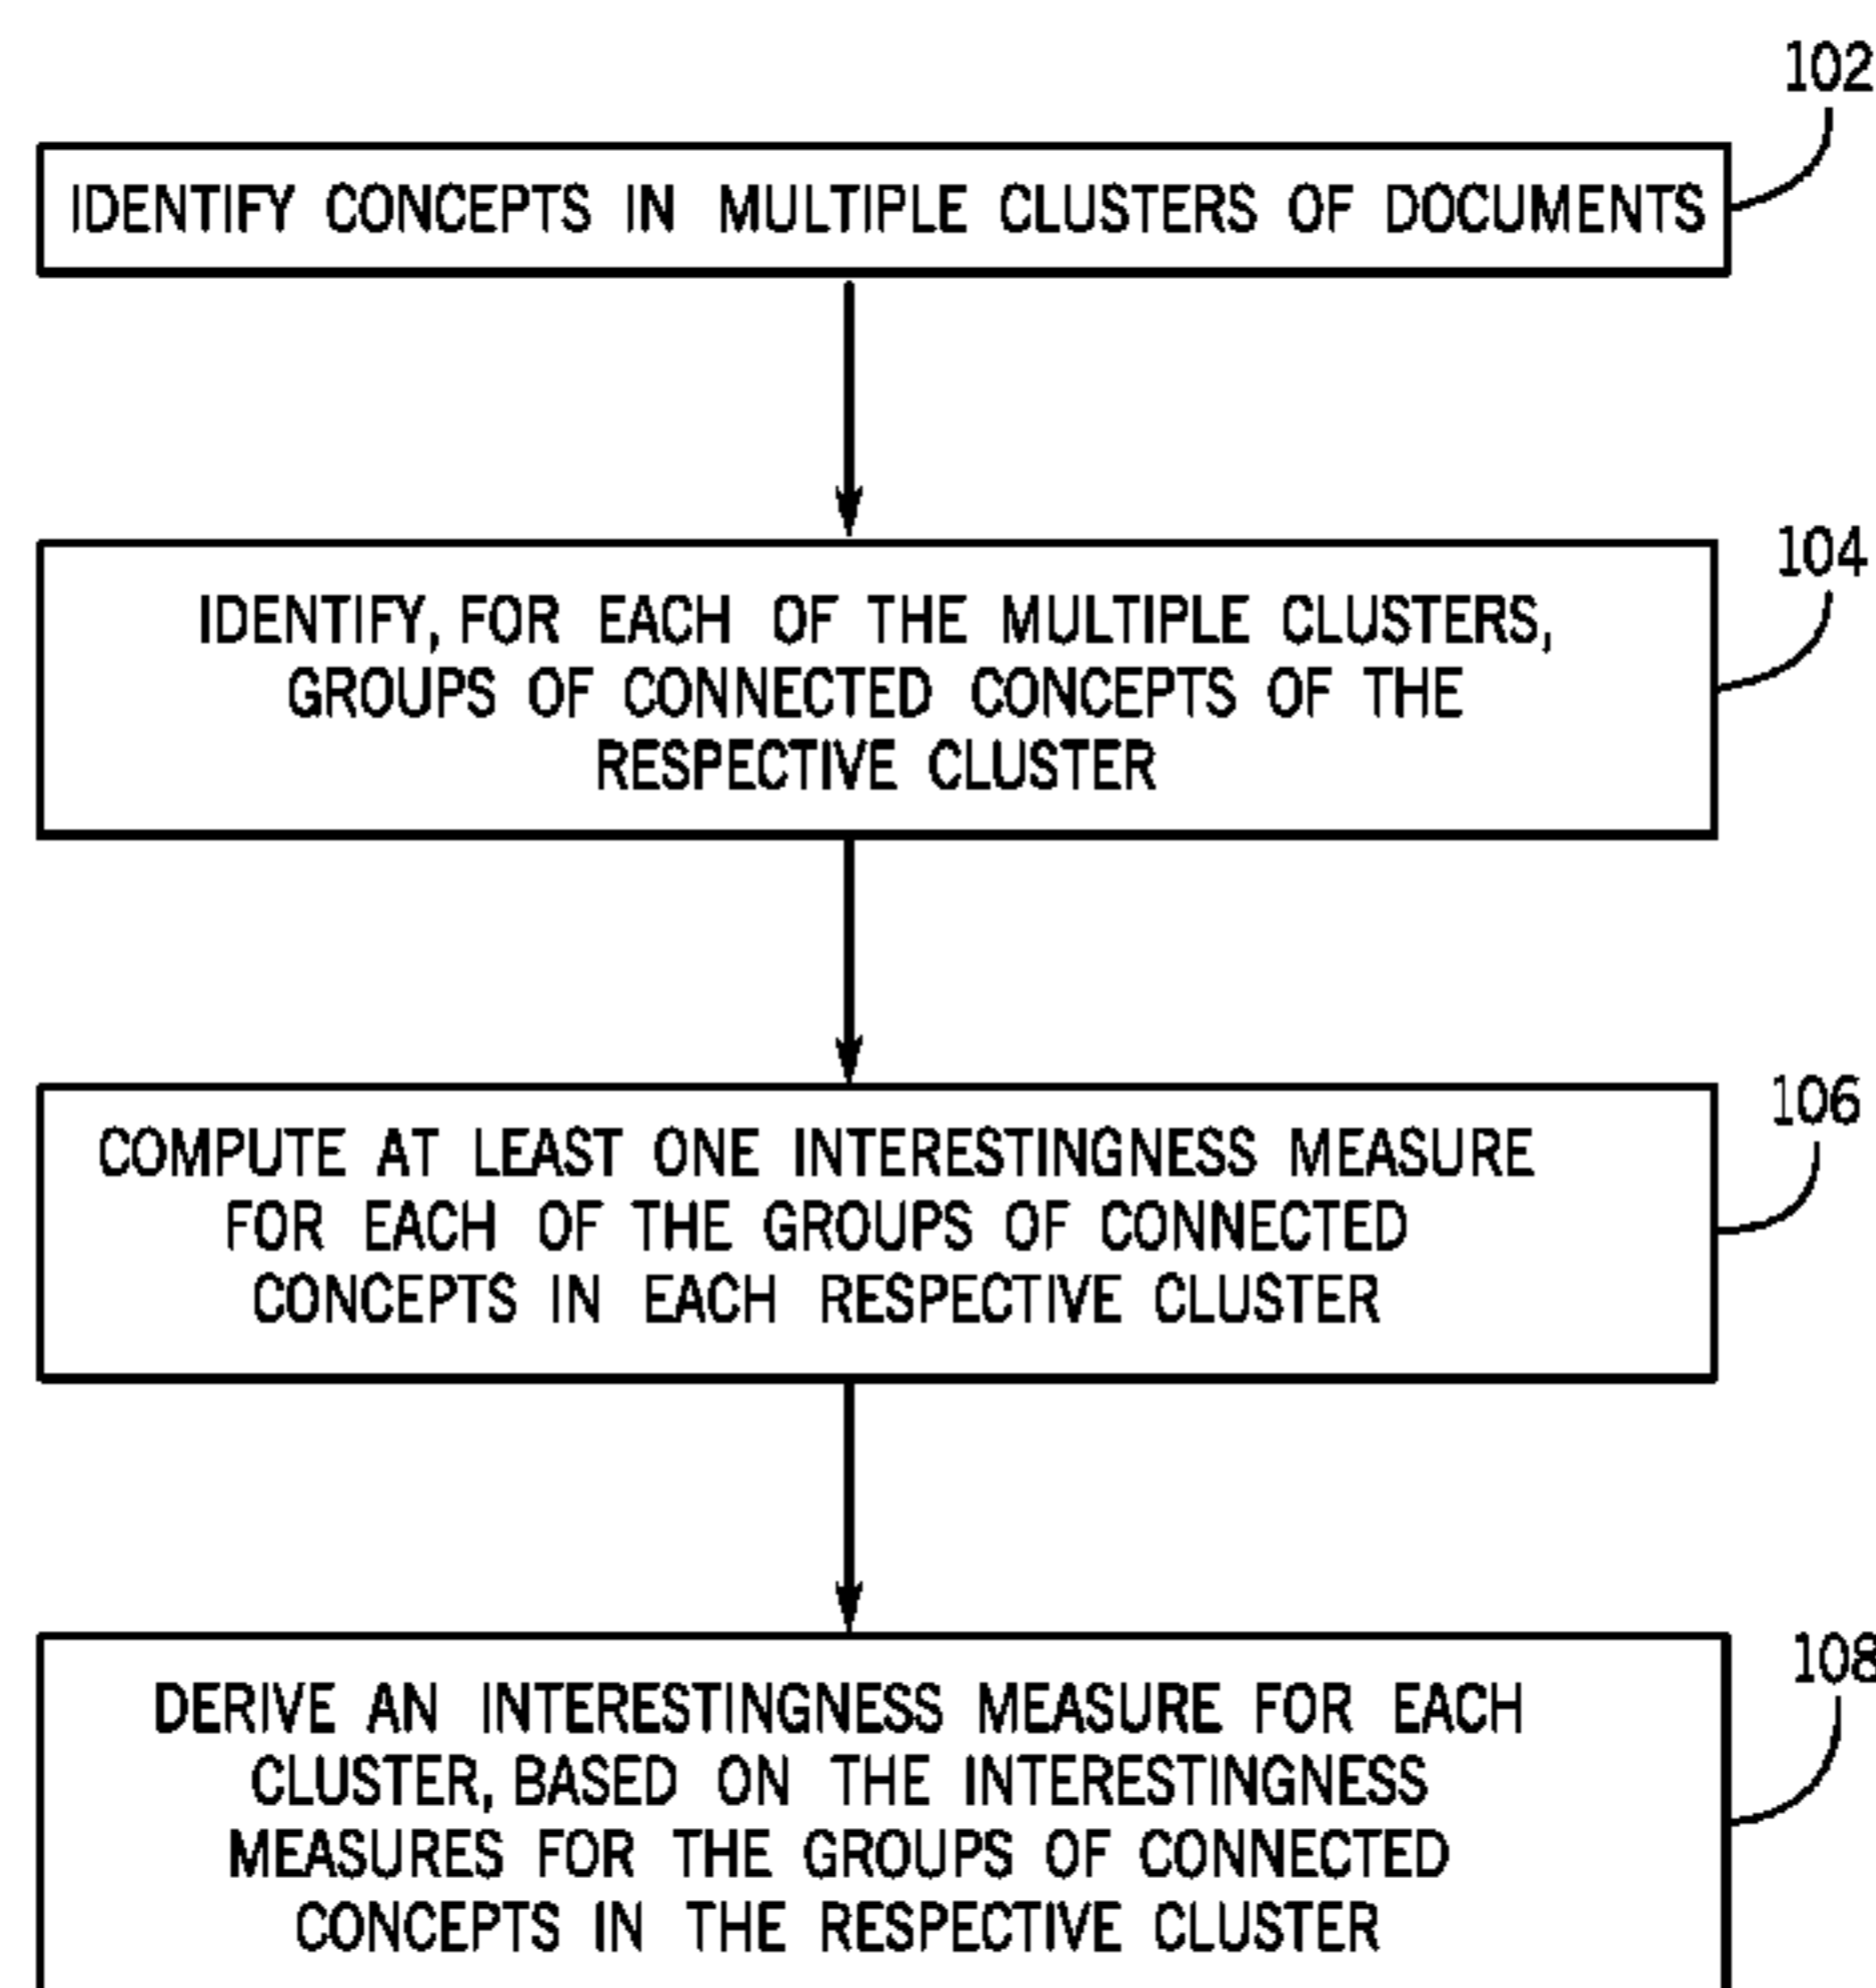 102
IDENTIFY CONCEPTS IN MULTIPLE CLUSTERS OF DOCUMENTS
104
IDENTIFY, FOR EACH OF THE MULTIPLE CLUSTERS,
GROUPS OF CONNECTED CONCEPTS OF THE
RESPECTIVE CLUSTER
106
COMPUTE AT LEAST ONE INTERESTINGNESS MEASURE
FOR EACH OF THE GROUPS OF CONNECTED
CONCEPTS IN EACH RESPECTIVE CLUSTER
108
DERIVE AN INTERESTINGNESS MEASURE FOR EACH
CLUSTER, BASED ON THE INTERESTINGNESS
MEASURES FOR THE GROUPS OF CONNECTED
CONCEPTS IN THE RESPECTIVE CLUSTER